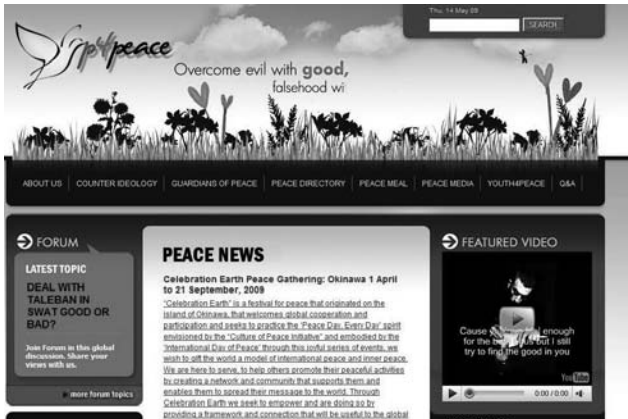 Thu, 14 May 09
SEARCH
p4peace
Overcome evil with good,
falsehood wi
ABOUT US
COUNTER IDEOLOGY
GUARDIANS OF PEACE
PEACE DIRECTORY
PEACE MEAL
PEACE MEDIA
YOUTH4PEACE
Q&A
FORUM
LATEST TOPIC
DEAL WITH
TALEBAN IN
SWAT GOOD OR
BAD?
Join Forum in this global
discussion. Share your
views with us.
more forum topics
PEACE NEWS
Celebration Earth Peace Gathering: Okinawa 1 April
to 21 September, 2009
"Celebration Earth" is a festival for peace that originated on the
island of Okinawa, that welcomes global cooperation and
participation and seeks to practice the 'Peace Day, Every Day' spirit
envisioned by the "Culture of Peace Initiative" and embodied by the
'International Day of Peace' through this joyful series of events, we
wish to gift the world a model of international peace and inner peace.
We are here to serve, to help others promote their peaceful activities
by creating a network and community that supports them and
enables them to spread their message to the world. Through
Celebration Earth we seek to empower and are doing so by
providing a framework and connection that will be useful to the global
FEATURED VIDEO
Cause enough
for the but I still
try to find the good in you
YouTube
0:00 / 0:00